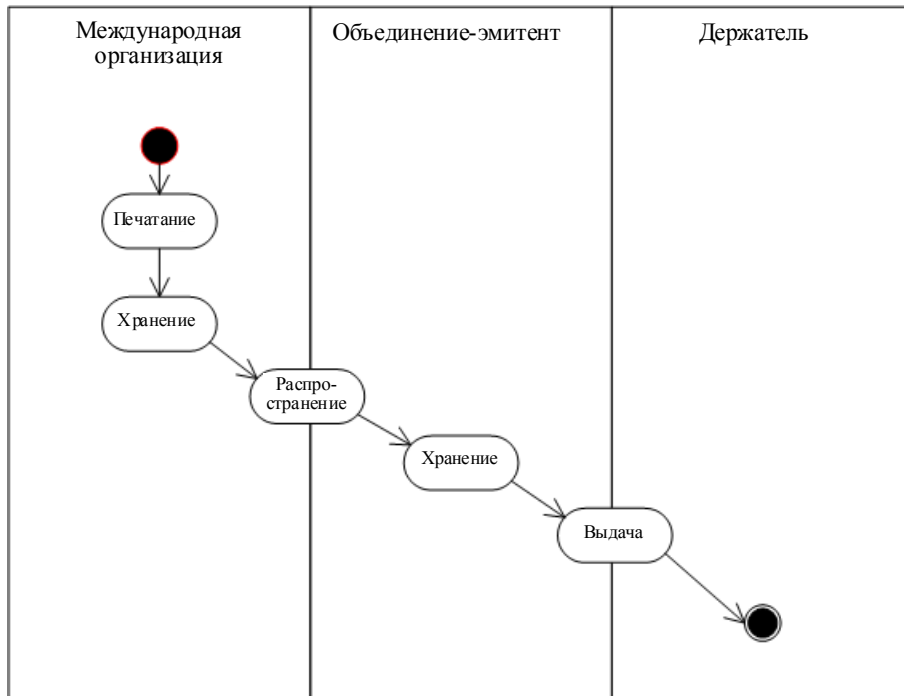 Международная
организация
Объединение-эмитент
Держатель
Печатание
Хранение
Распро-
странение
Хранение
Выдача